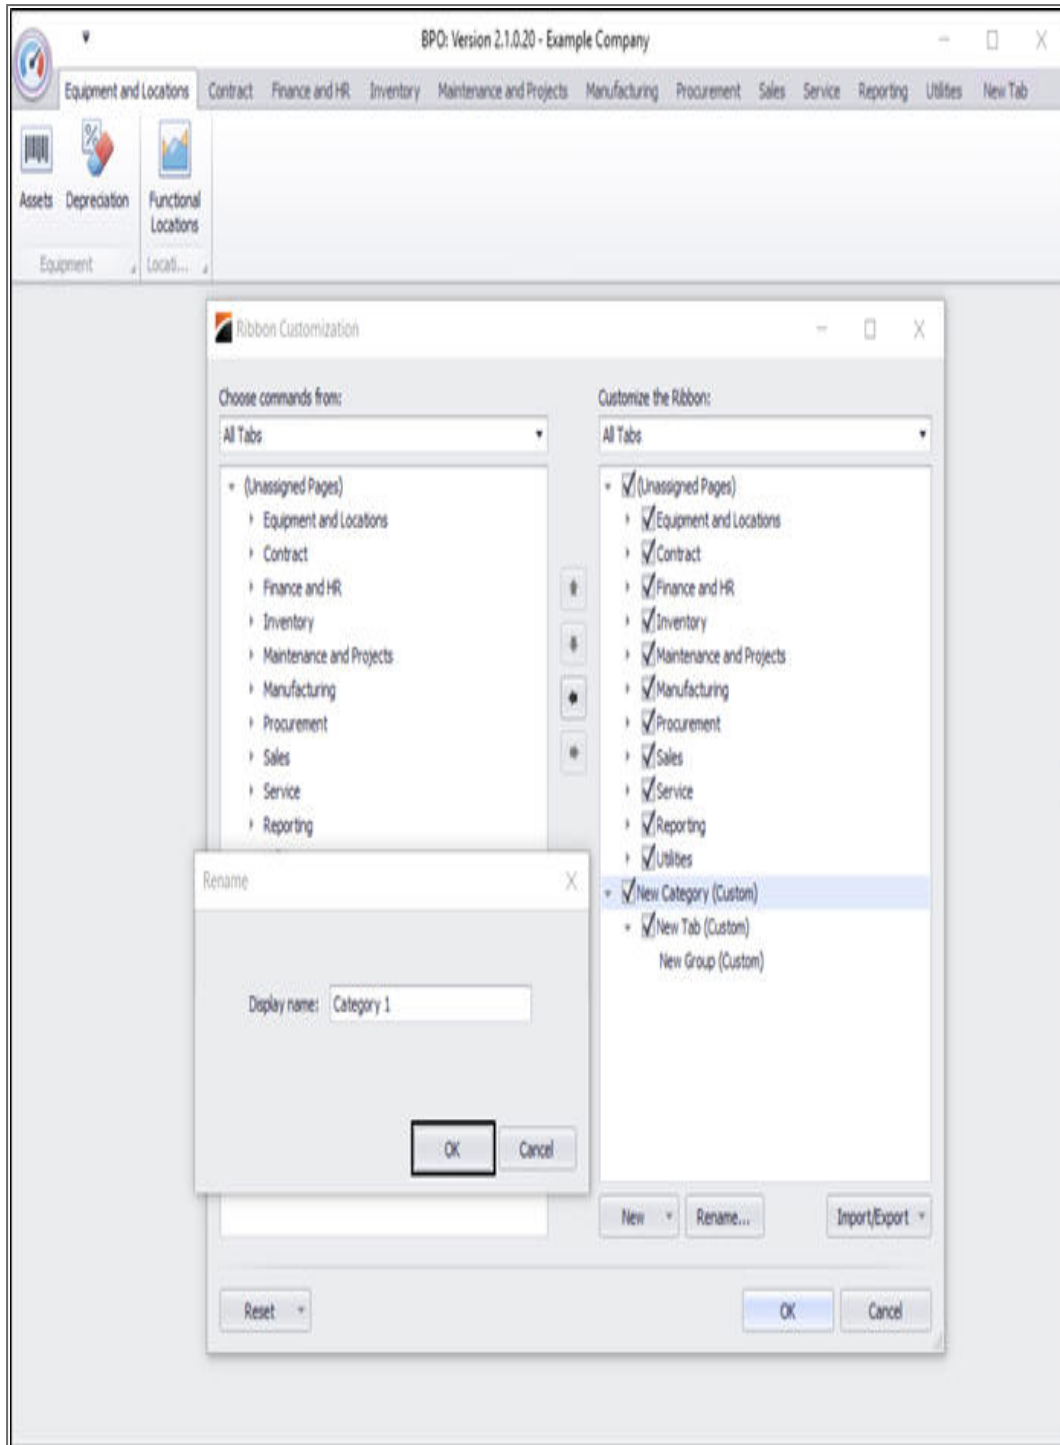 BPO: Version 2.1.0.20 - Example Company
Equipment and Locations Contract Finance and HR Inventory Maintenance and Projects Manufacturing Procurement Sales Service Reporting Utilities New Tab
Assets Depreciation Functional
Locations
Equipment Locati...
Ribbon Customization
Choose commands from:
All Tabs
(Unassigned Pages)
Equipment and Locations
Contract
Finance and HR
Inventory
Maintenance and Projects
Manufacturing
Procurement
Sales
Service
Reporting
Customize the Ribbon:
All Tabs
(Unassigned Pages)
Equipment and Locations
Contract
Finance and HR
Inventory
Maintenance and Projects
Manufacturing
Procurement
Sales
Service
Reporting
Utilities
New Category (Custom)
New Tab (Custom)
New Group (Custom)
Rename
Display name: Category 1
OK Cancel
New Rename... Import/Export
Reset OK Cancel